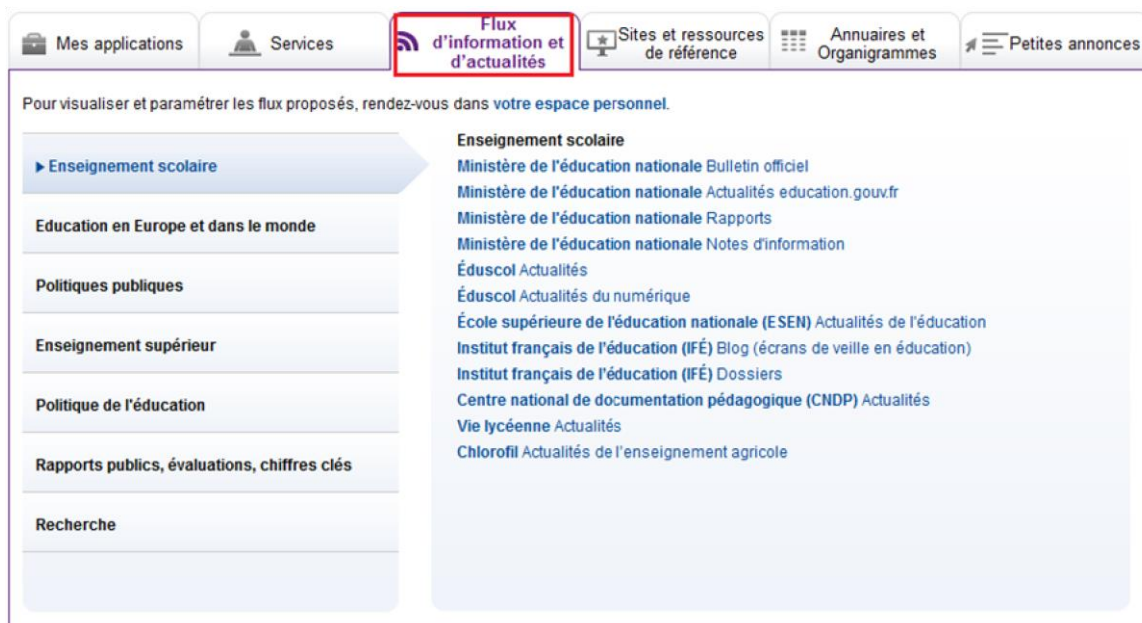 Mes applications
Services
Flux
d'information et
d'actualités
Sites et ressources
de référence
Annuaires et
Organigrammes
Petites annonces
Pour visualiser et paramétrer les flux proposés, rendez-vous dans votre espace personnel.
Enseignement scolaire
Education en Europe et dans le monde
Politiques publiques
Enseignement supérieur
Politique de l'éducation
Rapports publics, évaluations, chiffres clés
Recherche
Enseignement scolaire
Ministère de l'éducation nationale Bulletin officiel
Ministère de l'éducation nationale Actualités education.gouv.fr
Ministère de l'éducation nationale Rapports
Ministère de l'éducation nationale Notes d'information
Éduscol Actualités
Éduscol Actualités du numérique
École supérieure de l'éducation nationale (ESEN) Actualités de l'éducation
Institut français de l'éducation (IFÉ) Blog (écrans de veille en éducation)
Institut français de l'éducation (IFÉ) Dossiers
Centre national de documentation pédagogique (CNDP) Actualités
Vie lycéenne Actualités
Chlorofil Actualités de l'enseignement agricole